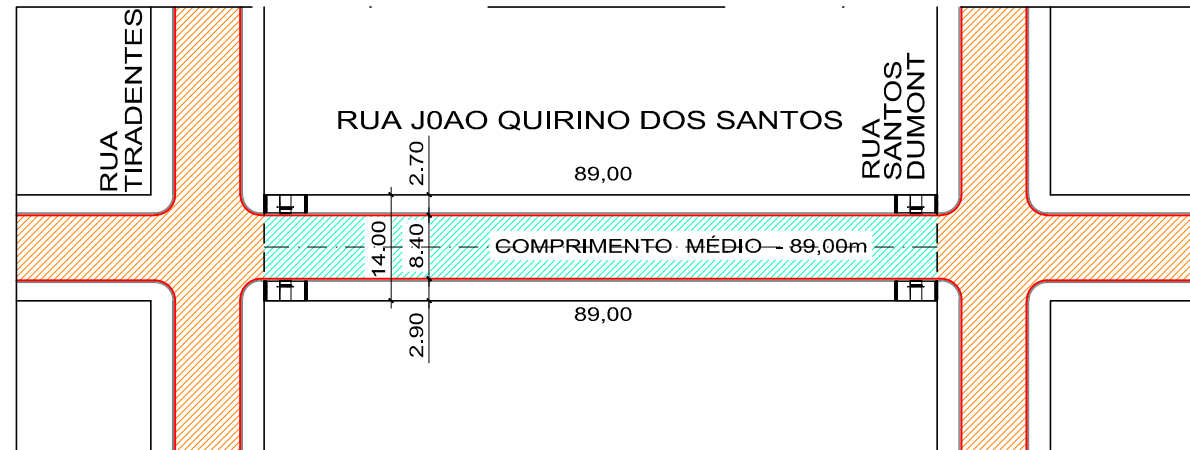 RUA
TIRADENTES
RUA J0AO QUIRINO DOS SANTOS
RUA
SANTOS
DUMONT
2.70
89,00
14.00
8.40
COMPRIMENTO MÉDIO - 89,00m
2.90
89,00